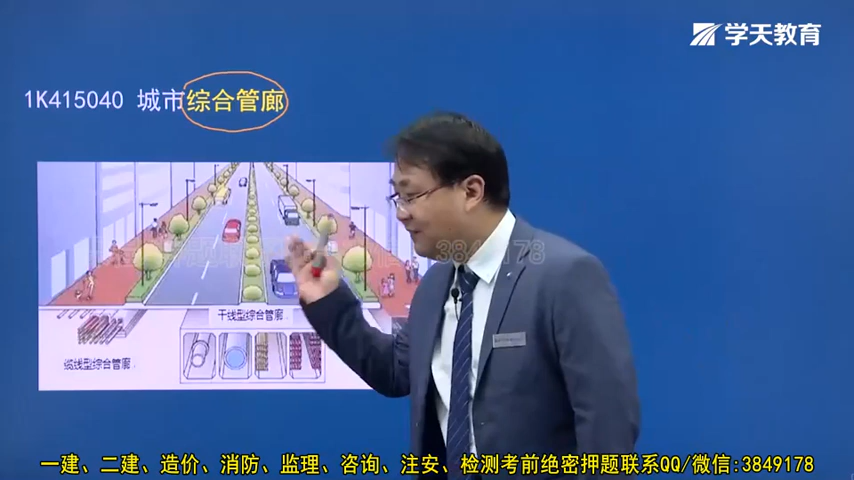 学天教育
1K415040 城市综合管廊
3849178
干线型综合管廊.
缆线型综合管廊.
一建、二建、造价、消防、监理、咨询、注安、检测考前绝密押题联系QQ/微信:3849178